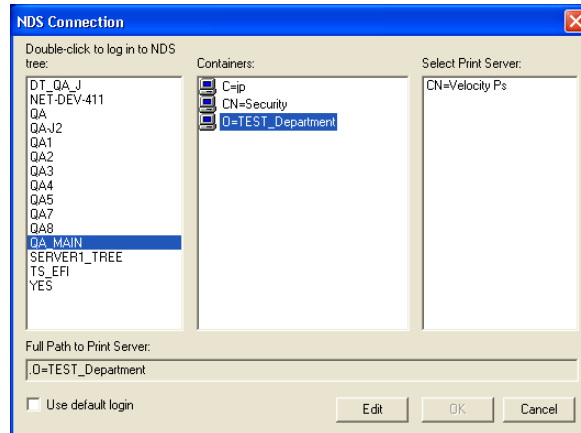 NDS Connection
Double-click to log in to NDS
tree:
Containers:
Select Print Server:
DT_QA_J
NET-DEV-411
QA
QA-J2
QA1
QA2
QA3
QA4
QA5
QA7
QA8
QA_MAIN
SERVER1_TREE
TS_EFI
YES
C=jp
CN=Security
O=TEST_Department
CN=Velocity Ps
Full Path to Print Server:
.O=TEST_Department
Use default login
Edit
OK
Cancel